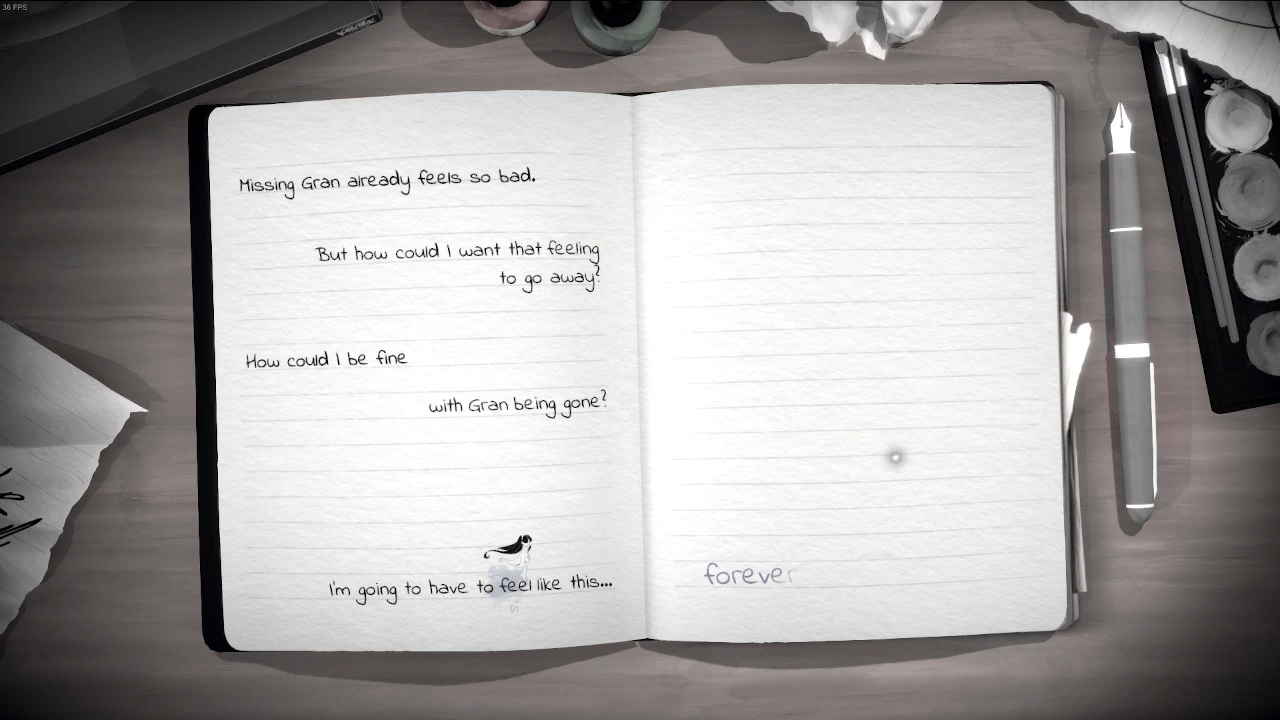 36 FPS
Missing Gran already feels so bad.
But how could I want that feeling
to go away?
How could I be fine
with Gran being gone?
I'm going to have to feel like this...
forever